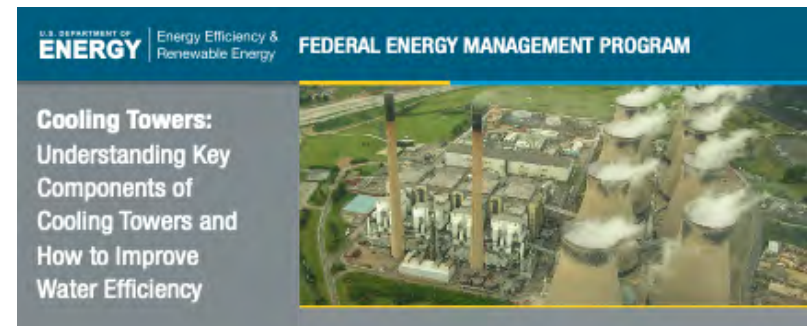 U.S. DEPARTMENT OF
ENERGY
Energy Efficiency &
Renewable Energy
FEDERAL ENERGY MANAGEMENT PROGRAM
Cooling Towers:
Understanding Key
Components of
Cooling Towers and
How to Improve
Water Efficiency